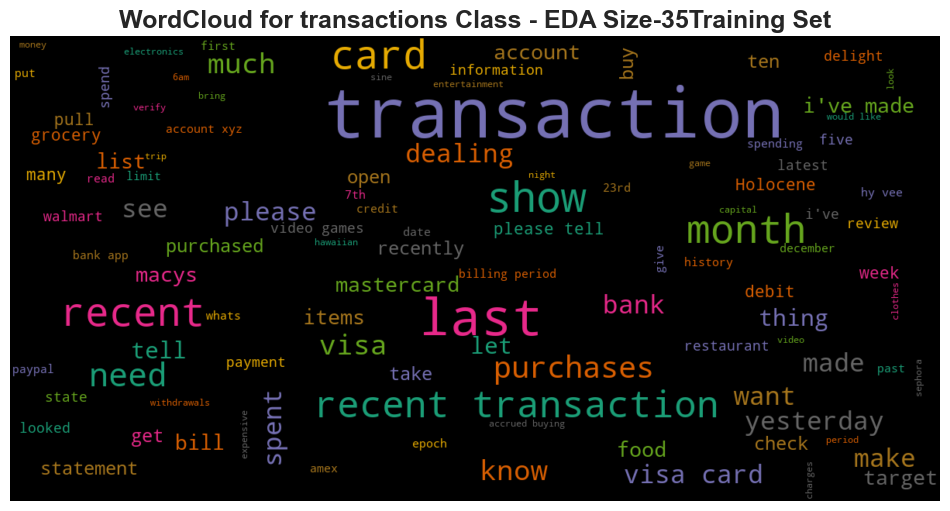 WordCloud for transactions Class - EDA Size-35Training Set
money
electronics
first
much
card
account
buy
ten
delight
put
spend
6am
sine
information
entertainment
look
bring
verify
transaction
i've made
would like
pull
grocery
account xyz
dealing
spending
five
list
trip
many
read
limit
open
night
game
latest
7th
show
23rd
Holocene
hy vee
walmart
see
please
credit
video games
date
please tell
capital
month
i've
review
hawaiian
december
bank app
purchased
recently
give
history
macys
billing period
week
mastercard
debit
clothes
recent
whats
items
last
bank
thing
tell
visa
let
restaurant
video
paypal
need
payment
take
purchases
made
past
sephora
state
withdrawals
spent
recent transaction
want
looked
get
bill
expensive
accrued buying
yesterday
epoch
food
check
period
statement
amex
know
visa card
charges
make
target